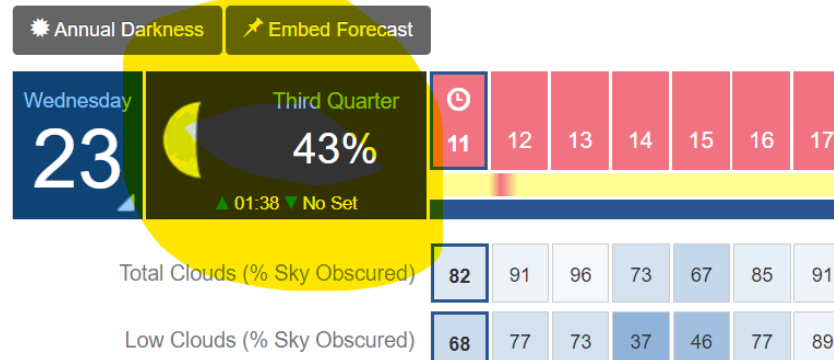 Annual Darkness Embed Forecast
Wednesday Third Quarter
23 43% 11 12 13 14 15 16 17
01:38 No Set
Total Clouds (% Sky Obscured) 82 91 96 73 67 85 91
Low Clouds (% Sky Obscured) 68 77 73 37 46 77 89